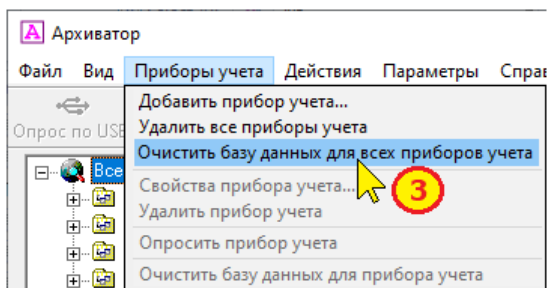 А Архиватор
Файл Вид Приборы учета Действия Параметры
Опрос по
Добавить прибор учета...
Удалить все приборы учета
Очистить базу данных для всех приборов учета
Все
Свойства прибора учета...
3
Удалить прибор учета
Опросить прибор учета
Очистить базу данных для прибора учета